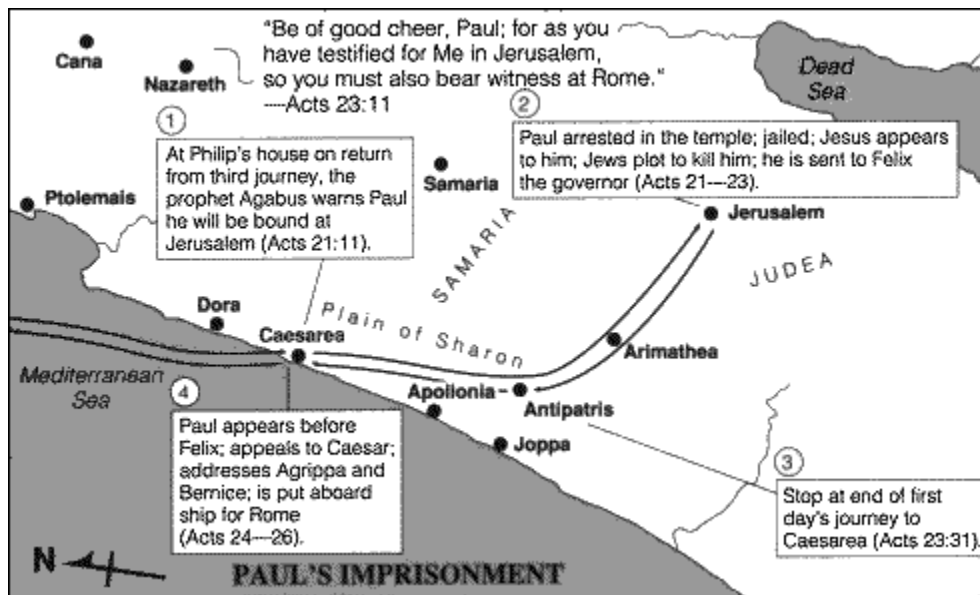 "Be of good cheer, Paul; for as you
have testified for Me in Jerusalem,
so you must also bear witness at Rome."
—Acts 23:11
Cana
Nazareth
Dead
Sea
1
At Philip's house on return
from third journey, the
prophet Agabus warns Paul
he will be bound at
Jerusalem (Acts 21:11).
2
Paul arrested in the temple; jailed; Jesus appears
to him; Jews plot to kill him; he is sent to Felix
the governor (Acts 21—23).
Samaria
Ptolemais
Jerusalem
SAMARIA
JUDEA
Dora
Caesarea
Plain of Sharon
Arimathea
Mediterranean
Sea
Apollonia
Antipatris
Joppa
4
Paul appears before
Felix; appeals to Caesar;
addresses Agrippa and
Bernice; is put aboard
ship for Rome
(Acts 24—26).
3
Stop at end of first
day's journey to
Caesarea (Acts 23:31).
N
PAUL'S IMPRISONMENT